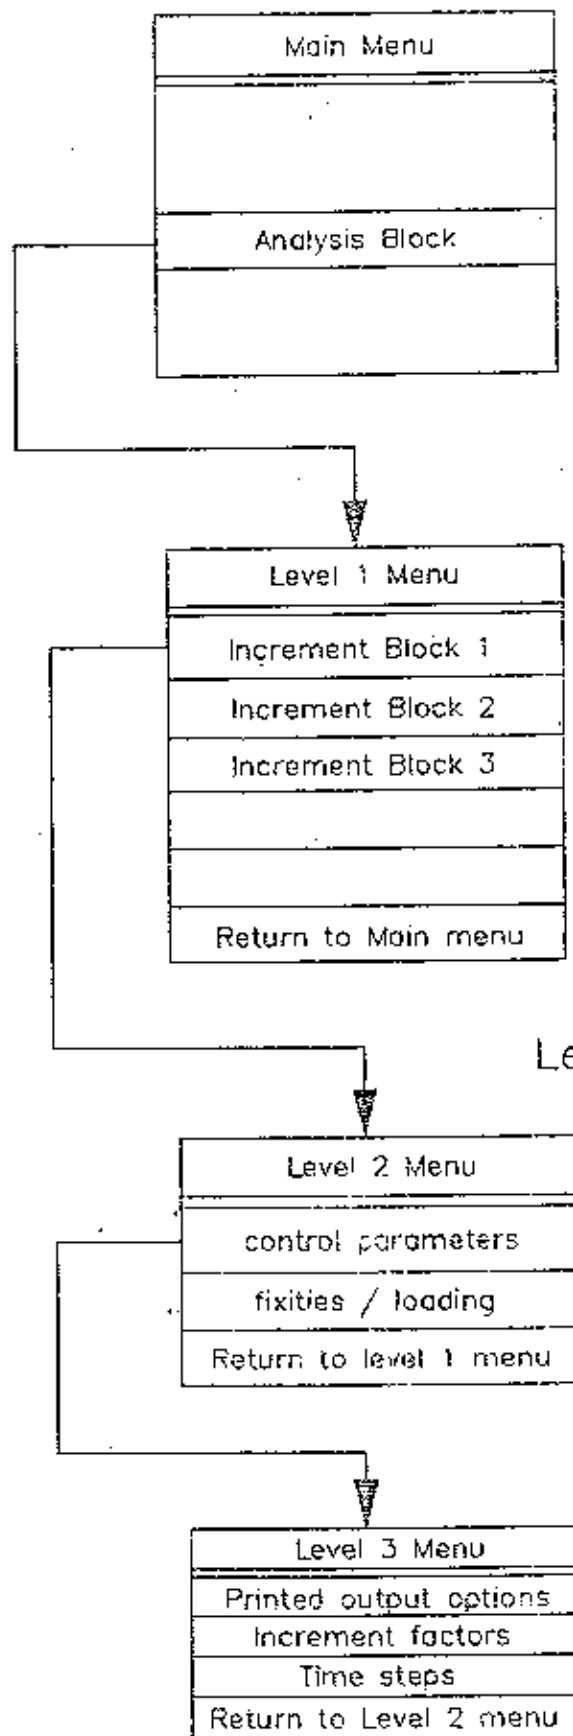 Main Menu
Analysis Block
Level 1 Menu
Increment Block 1
Increment Block 2
Increment Block 3
Return to Main menu
Le
Level 2 Menu
control parameters
fixities / loading
Return to level 1 menu
Level 3 Menu
Printed output options
Increment factors
Time steps
Return to Level 2 menu